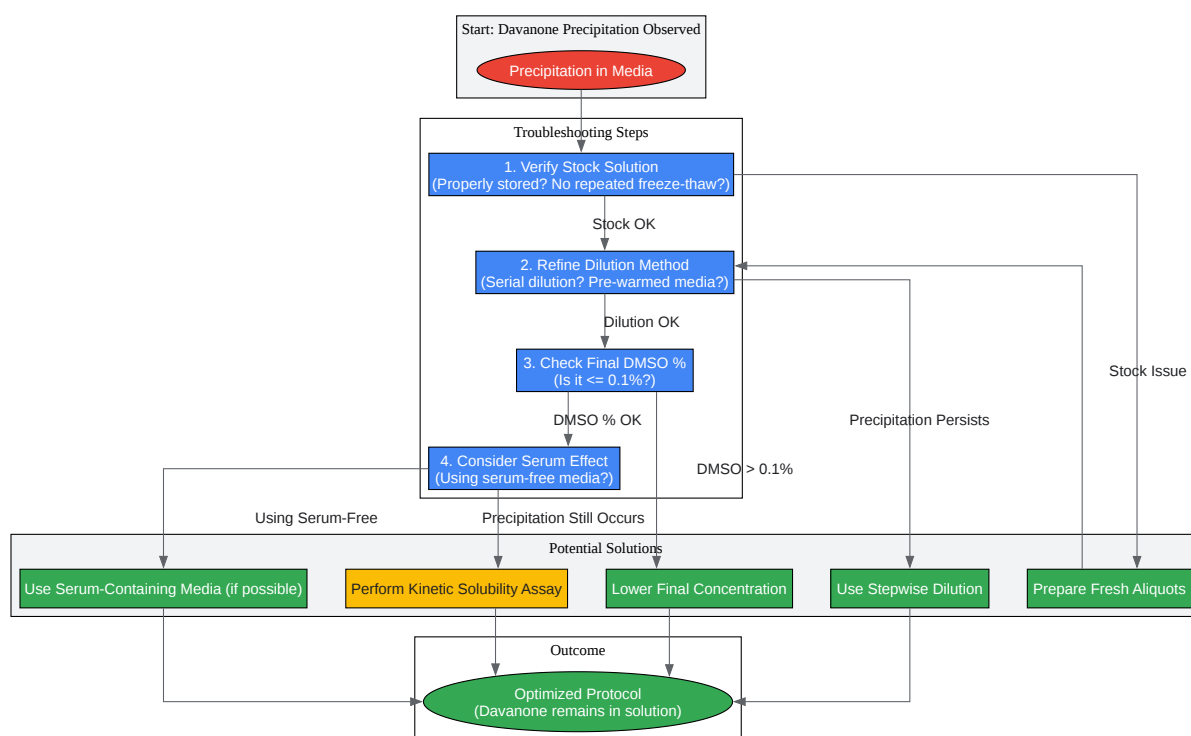 Start: Davanone Precipitation Observed
Precipitation in Media
Troubleshooting Steps
1. Verify Stock Solution
(Properly stored? No repeated freeze-thaw?)
Stock OK
2. Refine Dilution Method
(Serial dilution? Pre-warmed media?)
Dilution OK
3. Check Final DMSO %
(Is it <= 0.1%?)
Stock Issue
DMSO % OK
Precipitation Persists
4. Consider Serum Effect
(Using serum-free media?)
DMSO > 0.1%
Using Serum-Free
Precipitation Still Occurs
Potential Solutions
Use Serum-Containing Media (if possible)
Perform Kinetic Solubility Assay
Lower Final Concentration
Use Stepwise Dilution
Prepare Fresh Aliquots
Outcome
Optimized Protocol
(Davanone remains in solution)